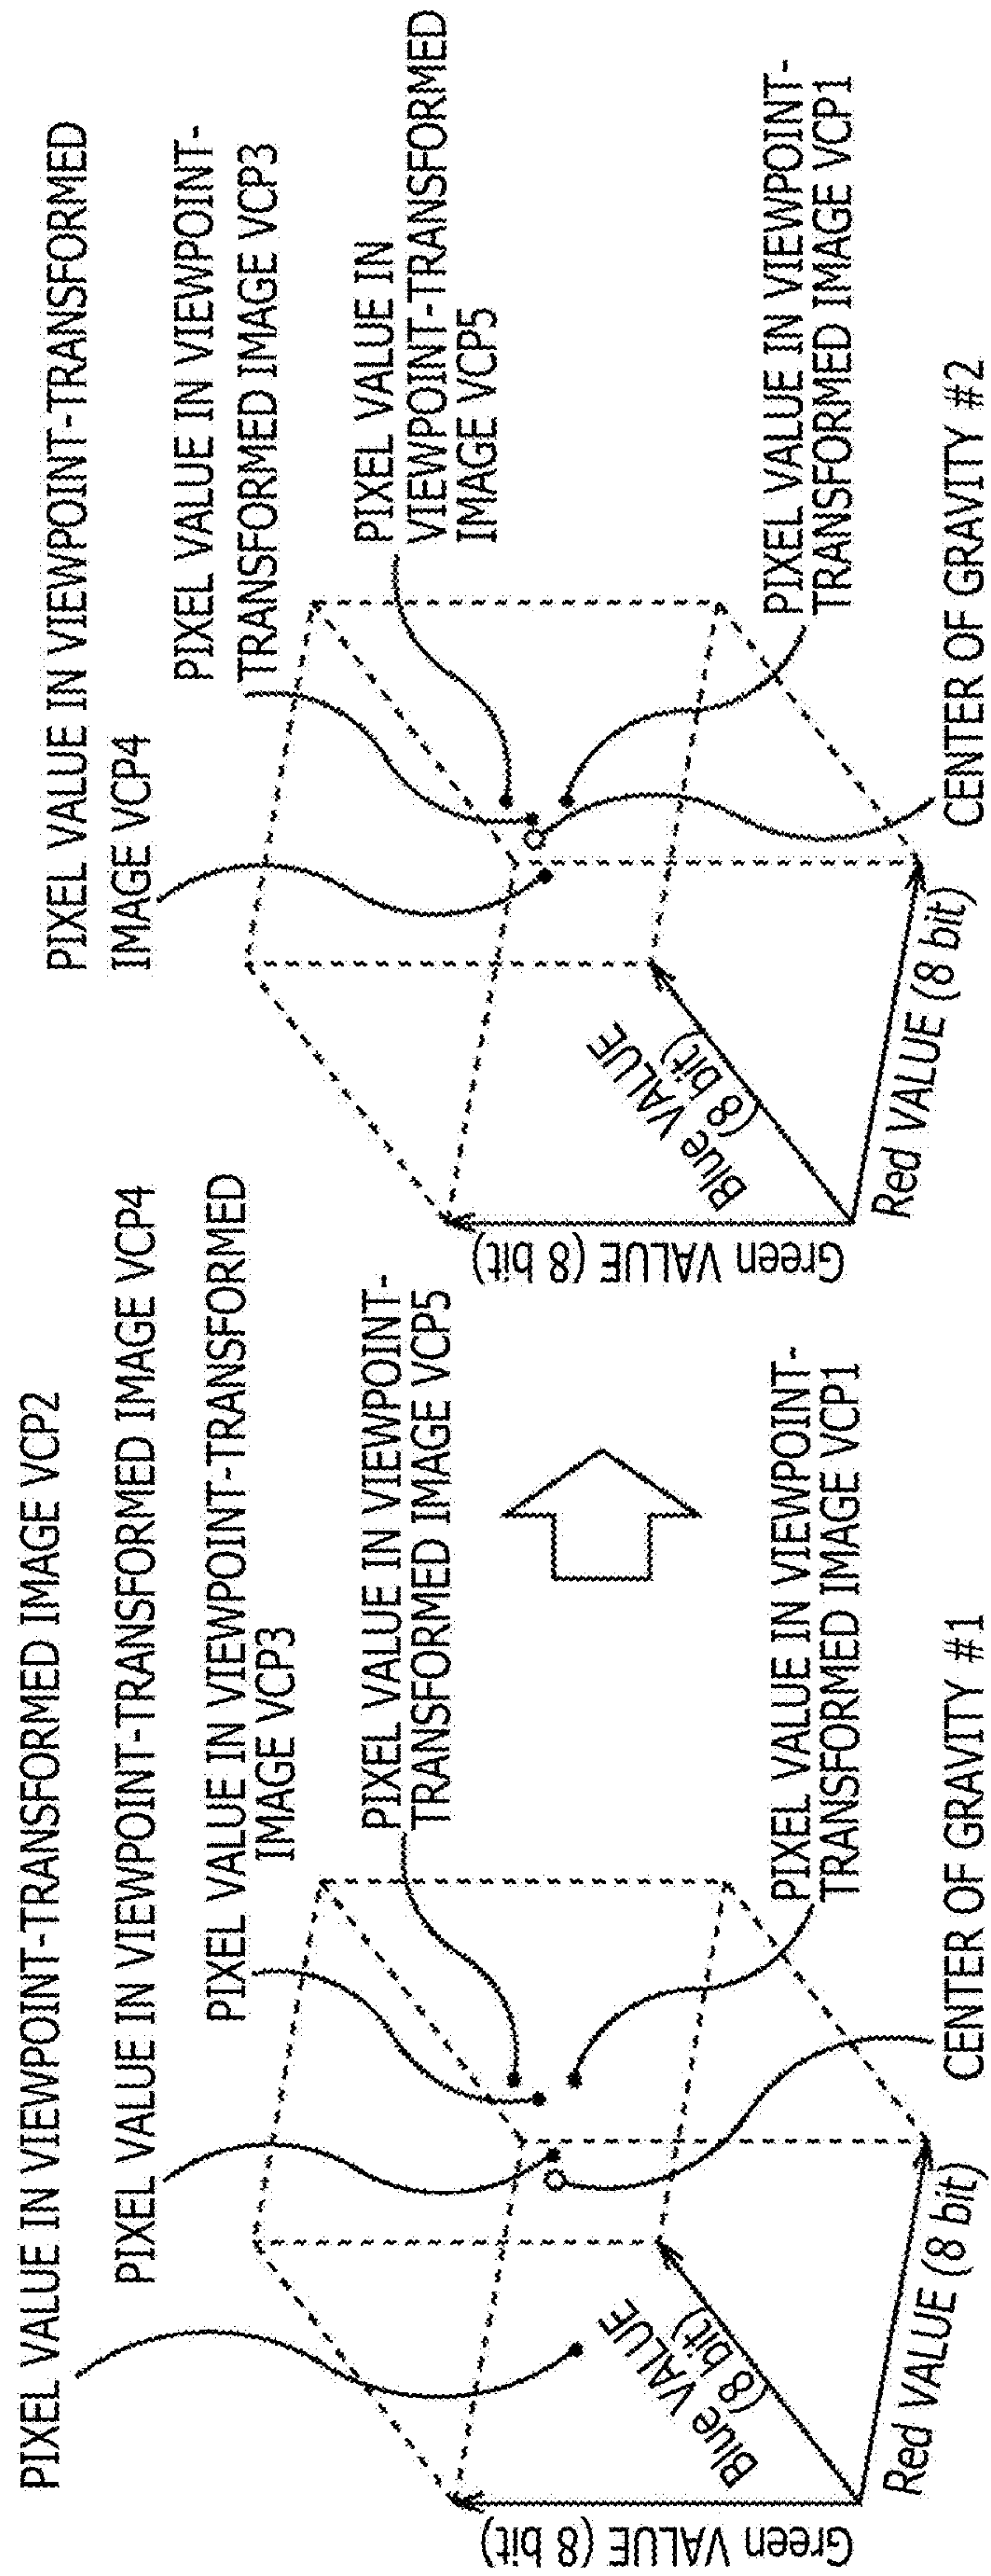 PIXEL VALUE IN VIEWPOINT-TRANSFORMED IMAGE VCP2
PIXEL VALUE IN VIEWPOINT-TRANSFORMED IMAGE VCP4
PIXEL VALUE IN VIEWPOINT-TRANSFORMED
IMAGE VCP3
PIXEL VALUE IN VIEWPOINT-
TRANSFORMED IMAGE VCP5
PIXEL VALUE IN VIEWPOINT-
TRANSFORMED IMAGE VCP1
CENTER OF GRAVITY #1
Green VALUE (8 bit)
Blue VALUE
(8 bit)
Red VALUE (8 bit)
PIXEL VALUE IN VIEWPOINT-TRANSFORMED
IMAGE VCP4
PIXEL VALUE IN VIEWPOINT-
TRANSFORMED IMAGE VCP3
PIXEL VALUE IN
VIEWPOINT-TRANSFORMED
IMAGE VCP5
PIXEL VALUE IN VIEWPOINT-
TRANSFORMED IMAGE VCP1
CENTER OF GRAVITY #2
Green VALUE (8 bit)
Blue VALUE
(8 bit)
Red VALUE (8 bit)